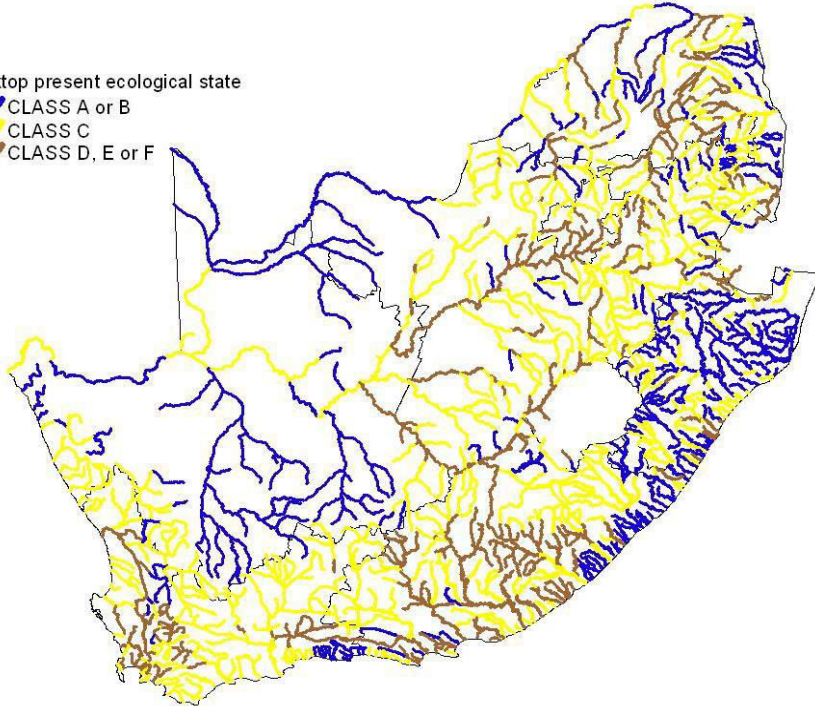 top present ecological state
CLASS A or B
CLASS C
CLASS D, E or F